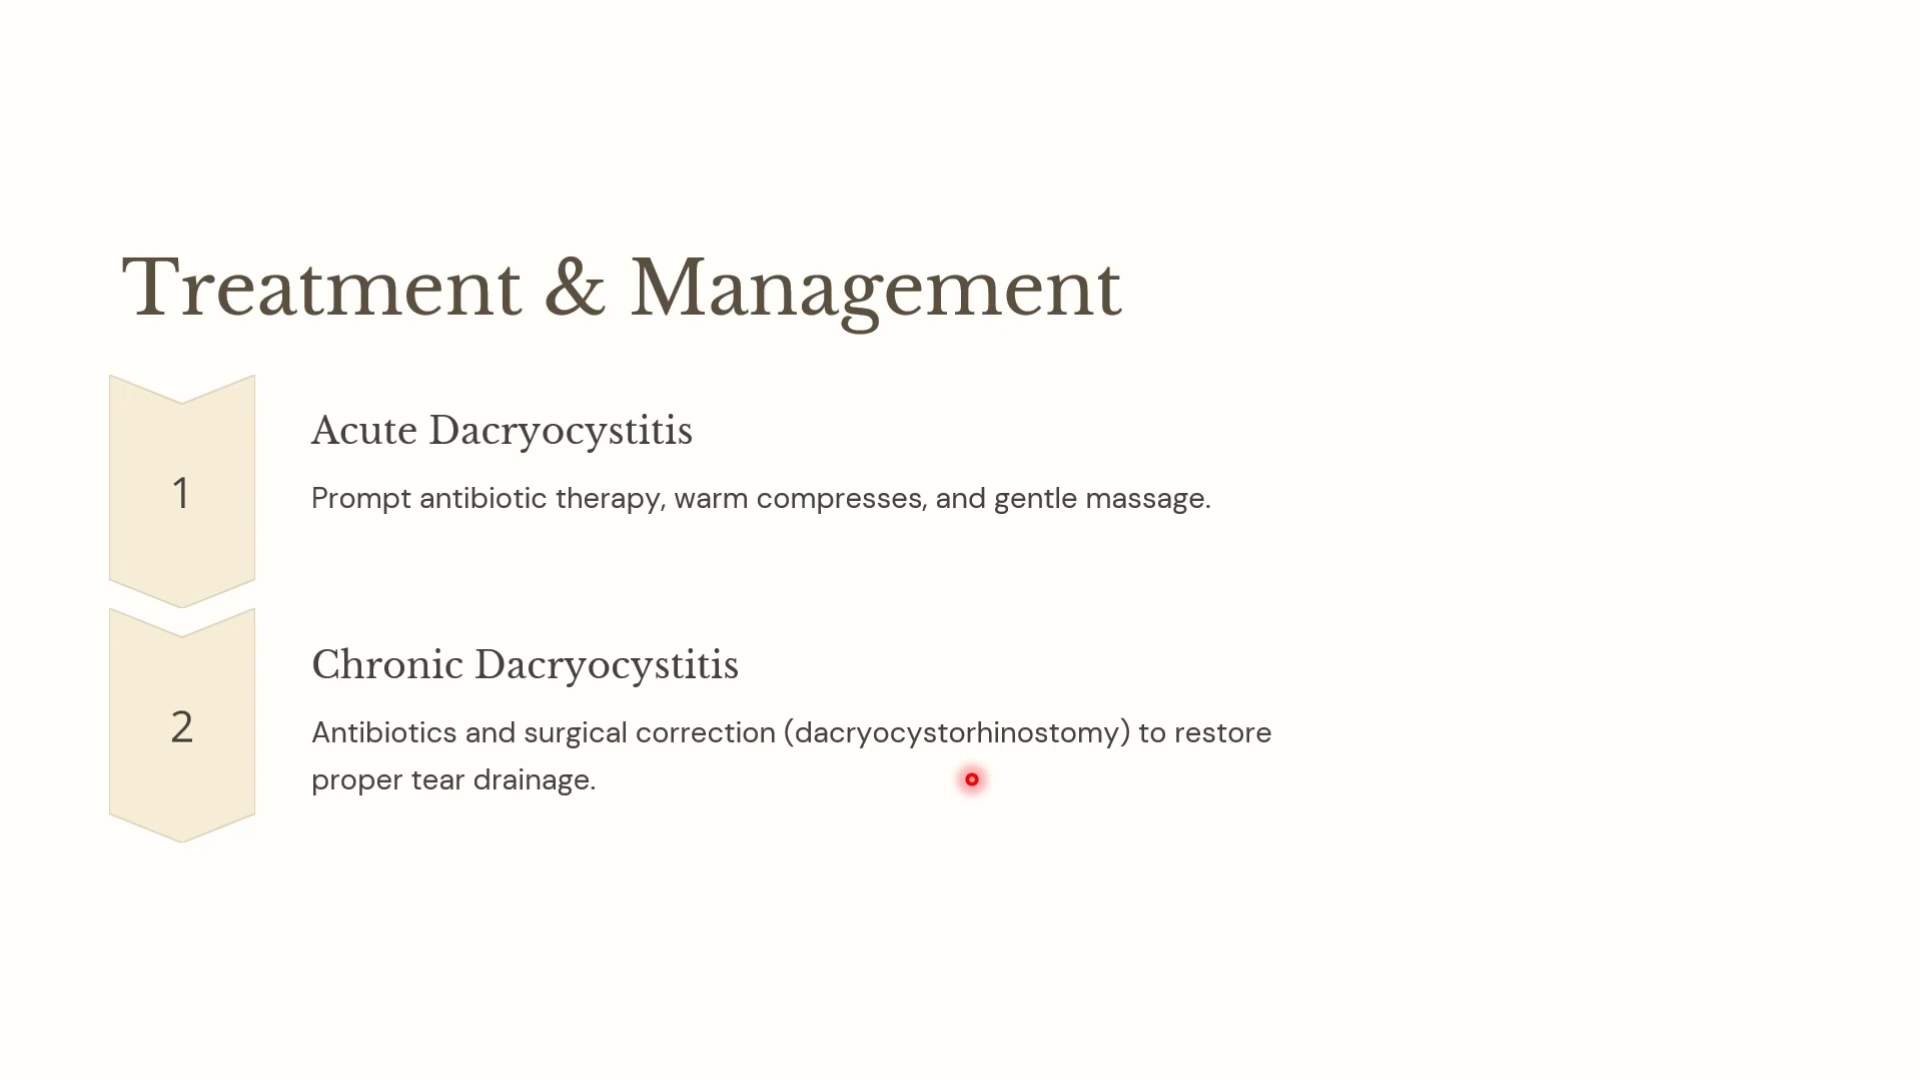 Treatment & Management
1
Acute Dacryocystitis
Prompt antibiotic therapy, warm compresses, and gentle massage.
2
Chronic Dacryocystitis
Antibiotics and surgical correction (dacryocystorhinostomy) to restore
proper tear drainage.